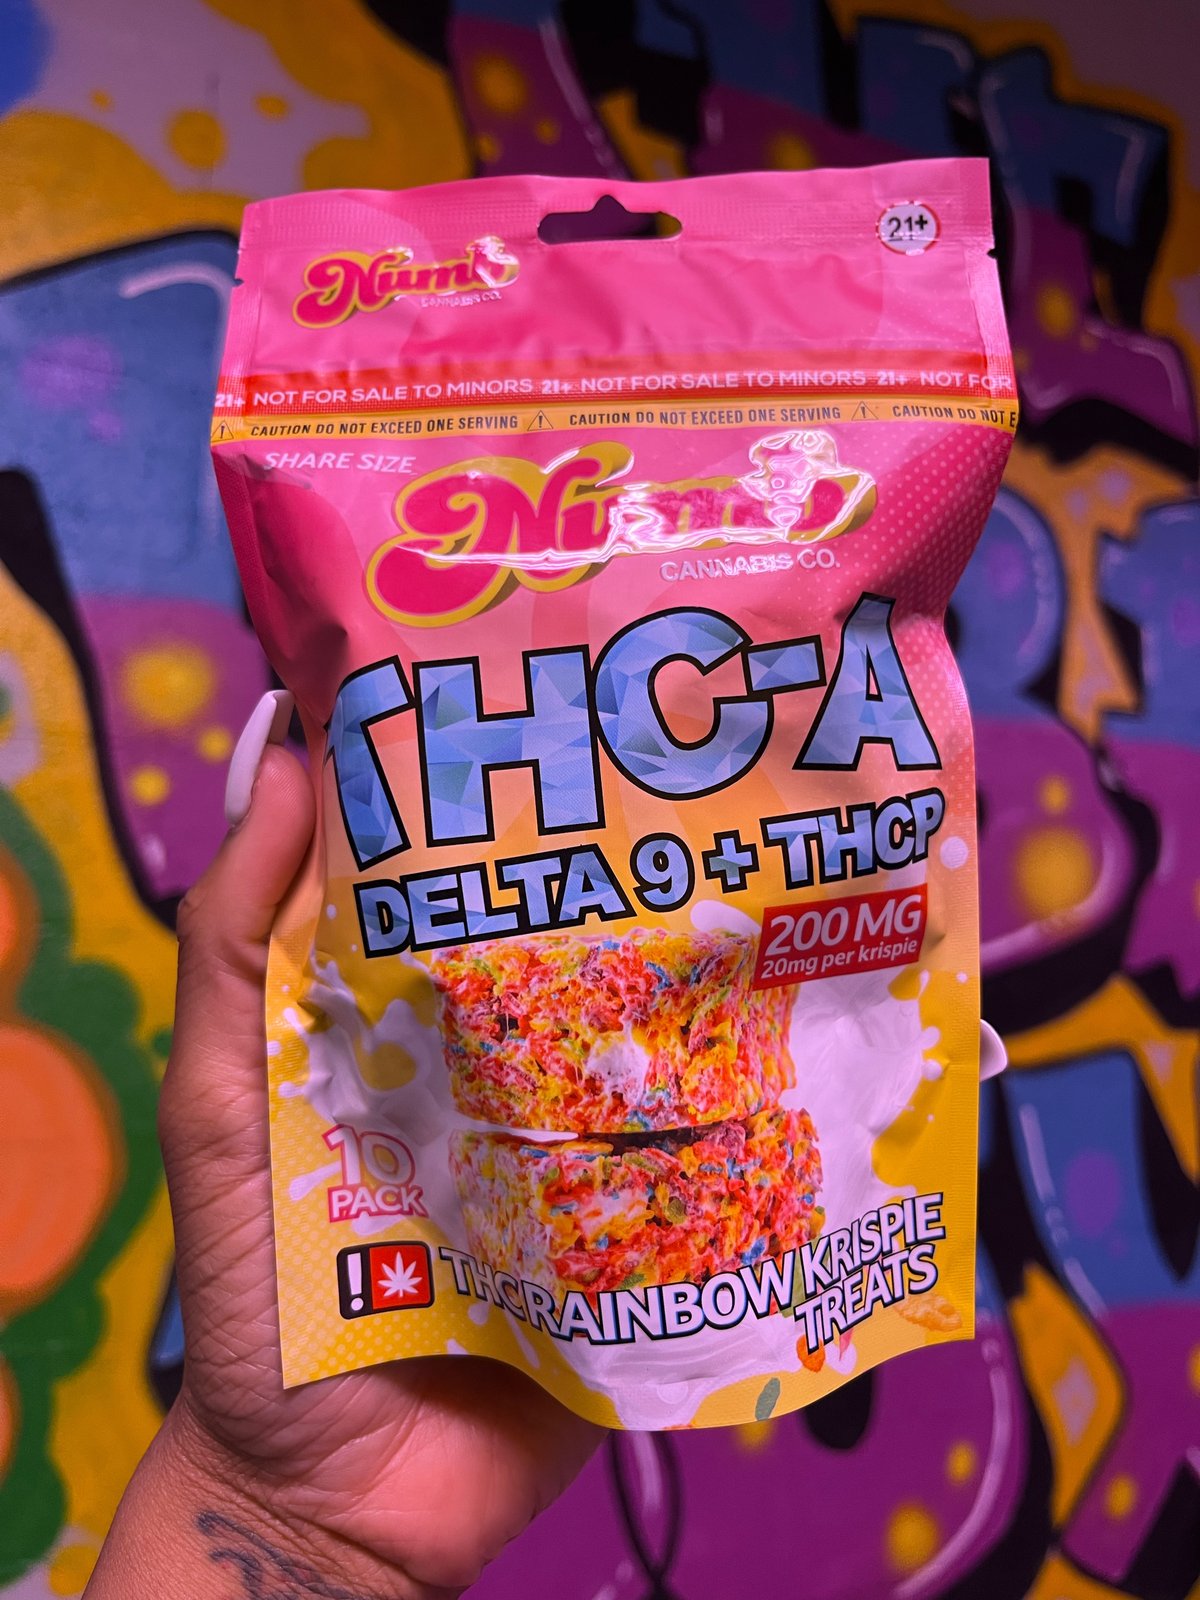 Numb
CANNABIS CO.
21+
21+ NOT FOR SALE TO MINORS 21+ NOT FOR SALE TO MINORS 21+ NOT FOR
CAUTION DO NOT EXCEED ONE SERVING CAUTION DO NOT EXCEED ONE SERVING CAUTION DO NOT E
SHARE SIZE
Numb
CANNABIS CO.
THC-A
DELTA 9 + THCP
200 MG
20mg per krispie
10
PACK
! THC RAINBOW KRISPIE
TREATS